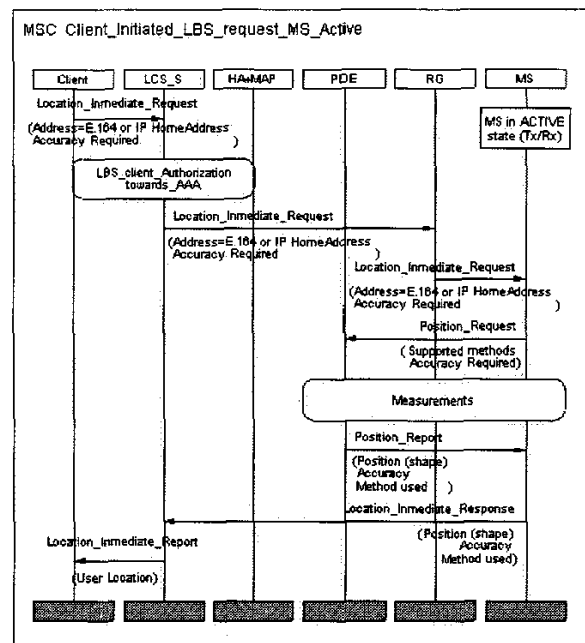 MSC Client_Initiated_LBS_request_MS_Active
Client LCS_S HA+MAP PDE RG MS
Location_Inmediate_Request
(Address=E.164 or IP HomeAddress
Accuracy Required )
MS in ACTIVE
state (Tx/Rx)
LBS_client_Authorization
towards_AAA
Location_Inmediate_Request
(Address=E.164 or IP HomeAddress
Accuracy Required )
Location_Inmediate_Request
(Address=E.164 or IP HomeAddress
Accuracy Required )
Position_Request
(Supported methods
Accuracy Required)
Measurements
Position_Report
(Position (shape)
Accuracy
Method used )
Location_Inmediate_Response
(Position (shape)
Accuracy
Method used)
Location_Inmediate_Report
(User Location)